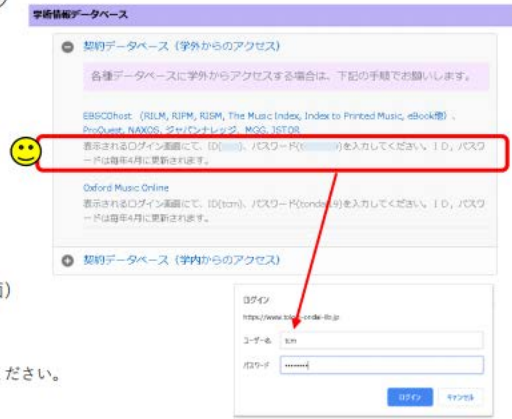 学術情報データベース
契約データベース（学外からのアクセス）
各種データベースに学外からアクセスする場合は、下記の手順でお願いします。
EBSCOhost （RILM, RIPM, RISM, The Music Index, Index to Printed Music, eBook他）、
ProQuest, NAXOS, ジャパンナレッジ、MGG, JSTOR
表示されるログイン画面にて、ID( )、パスワード( )を入力してください。ID，パスワ
ードは毎年4月に更新されます。
Oxford Music Online
表示されるログイン画面にて、ID(tcm)、パスワード( )を入力してください。ID，パスワ
ードは毎年4月に更新されます。
契約データベース（学内からのアクセス）
ログイン
ユーザー名 tcm
パスワード ••••••••
ログイン キャンセル
ださい。